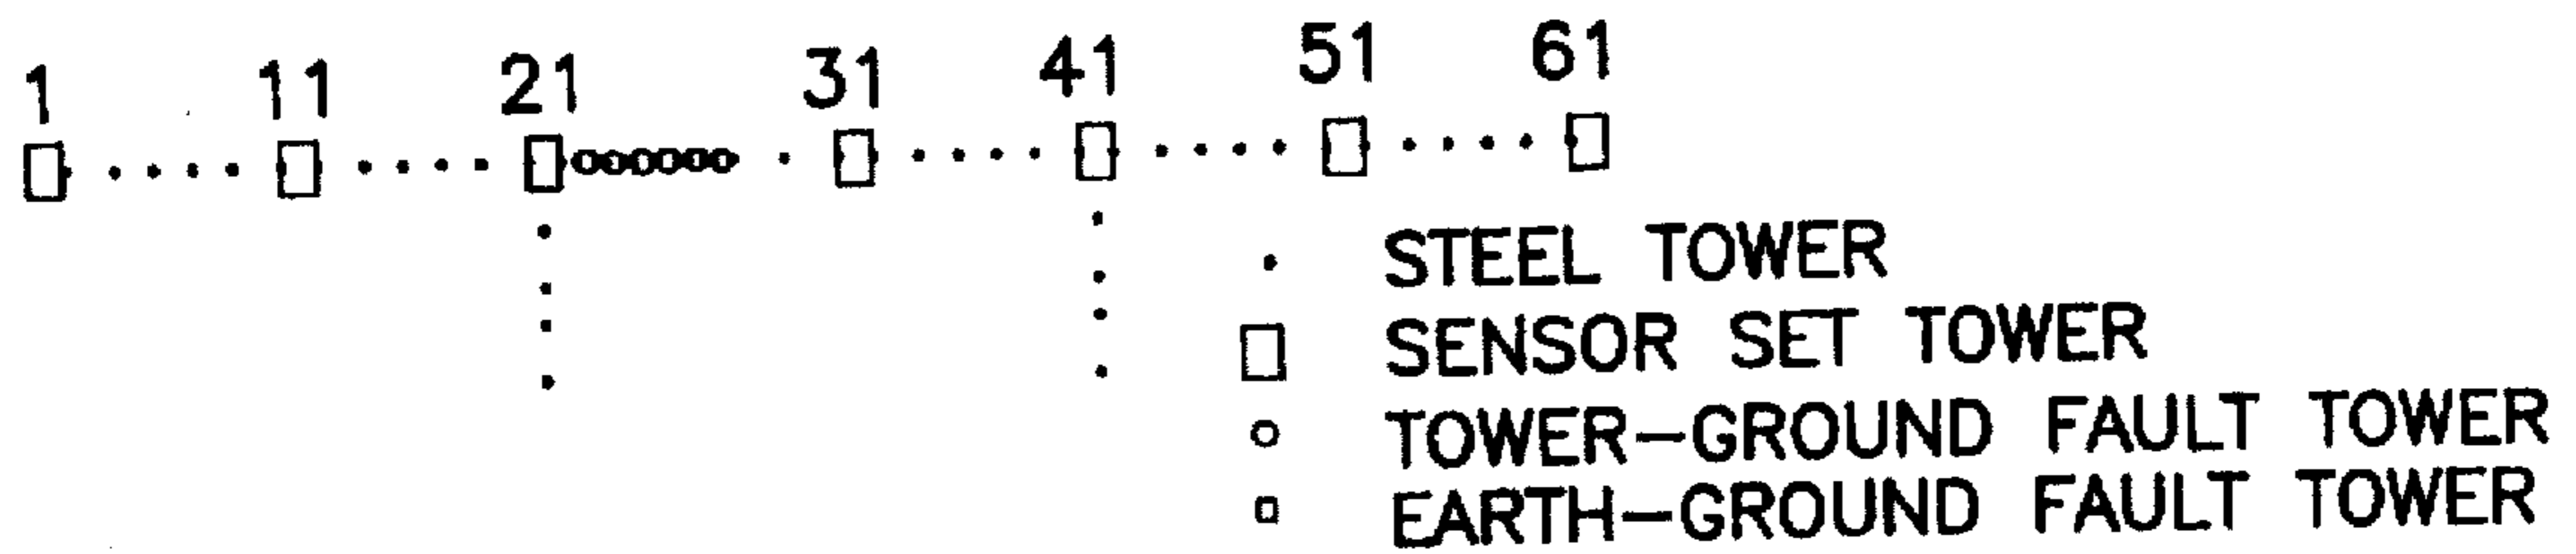 1 11 21 31 41 51 61
STEEL TOWER
SENSOR SET TOWER
TOWER-GROUND FAULT TOWER
EARTH-GROUND FAULT TOWER